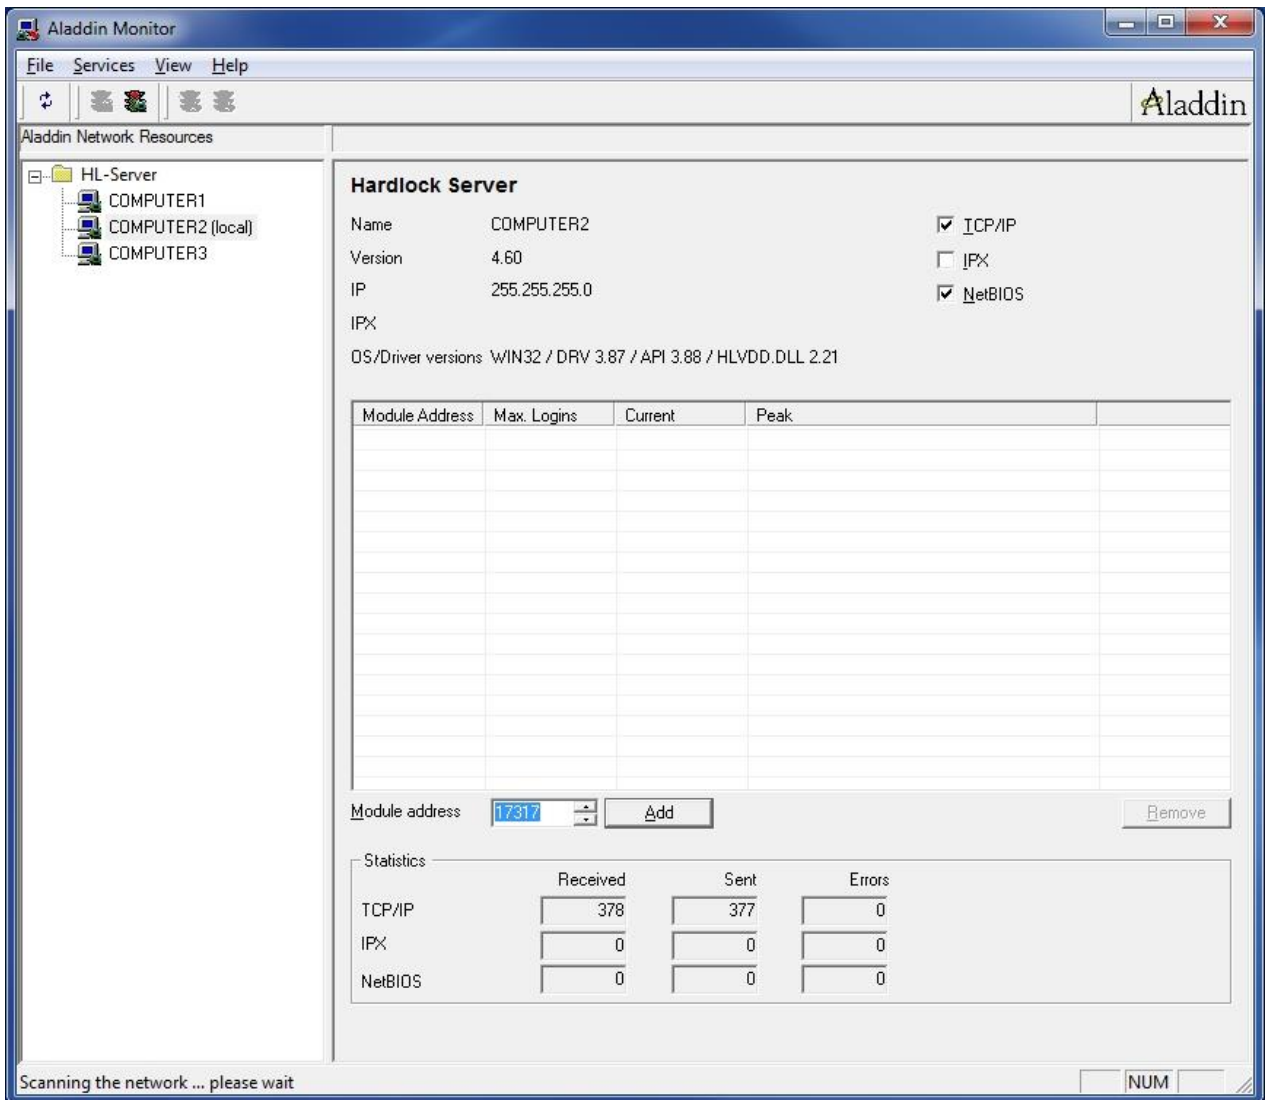 Aladdin Monitor
File Services View Help
Aladdin
Aladdin Network Resources
HL-Server
COMPUTER1
COMPUTER2 (local)
COMPUTER3
Hardlock Server
Name COMPUTER2
TCP/IP
Version 4.60
IPX
IP 255.255.255.0
NetBIOS
IPX
OS/Driver versions WIN32 / DRV 3.87 / API 3.88 / HLVDD.DLL 2.21
Module Address Max. Logins Current Peak
Module address 17317 Add Remove
Statistics
Received Sent Errors
TCP/IP 378 377 0
IPX 0 0 0
NetBIOS 0 0 0
Scanning the network ... please wait NUM